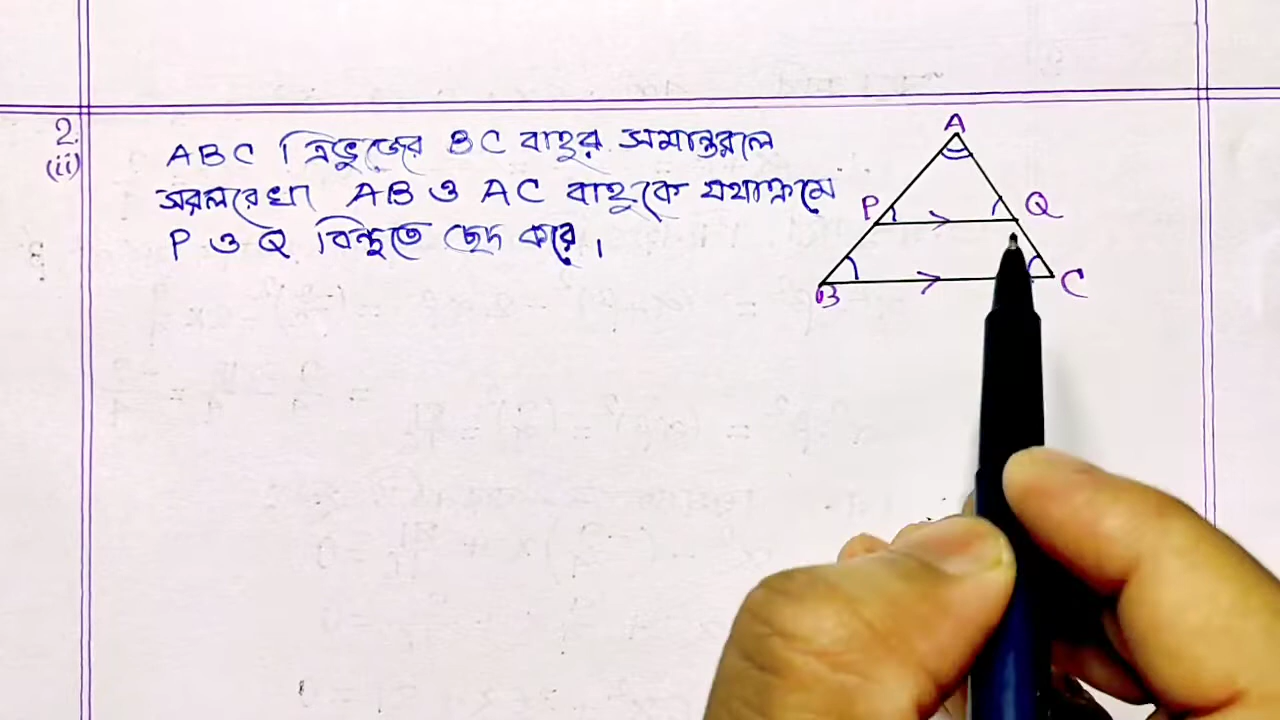 2.
(ii)
ABC ত্রিভুজের BC বাহুর সমান্তরালে
সরলরেখা AB ও AC বাহুকে যথাক্রমে
P ও Q বিন্দুতে ছেদ করে।
A
P
Q
B
C